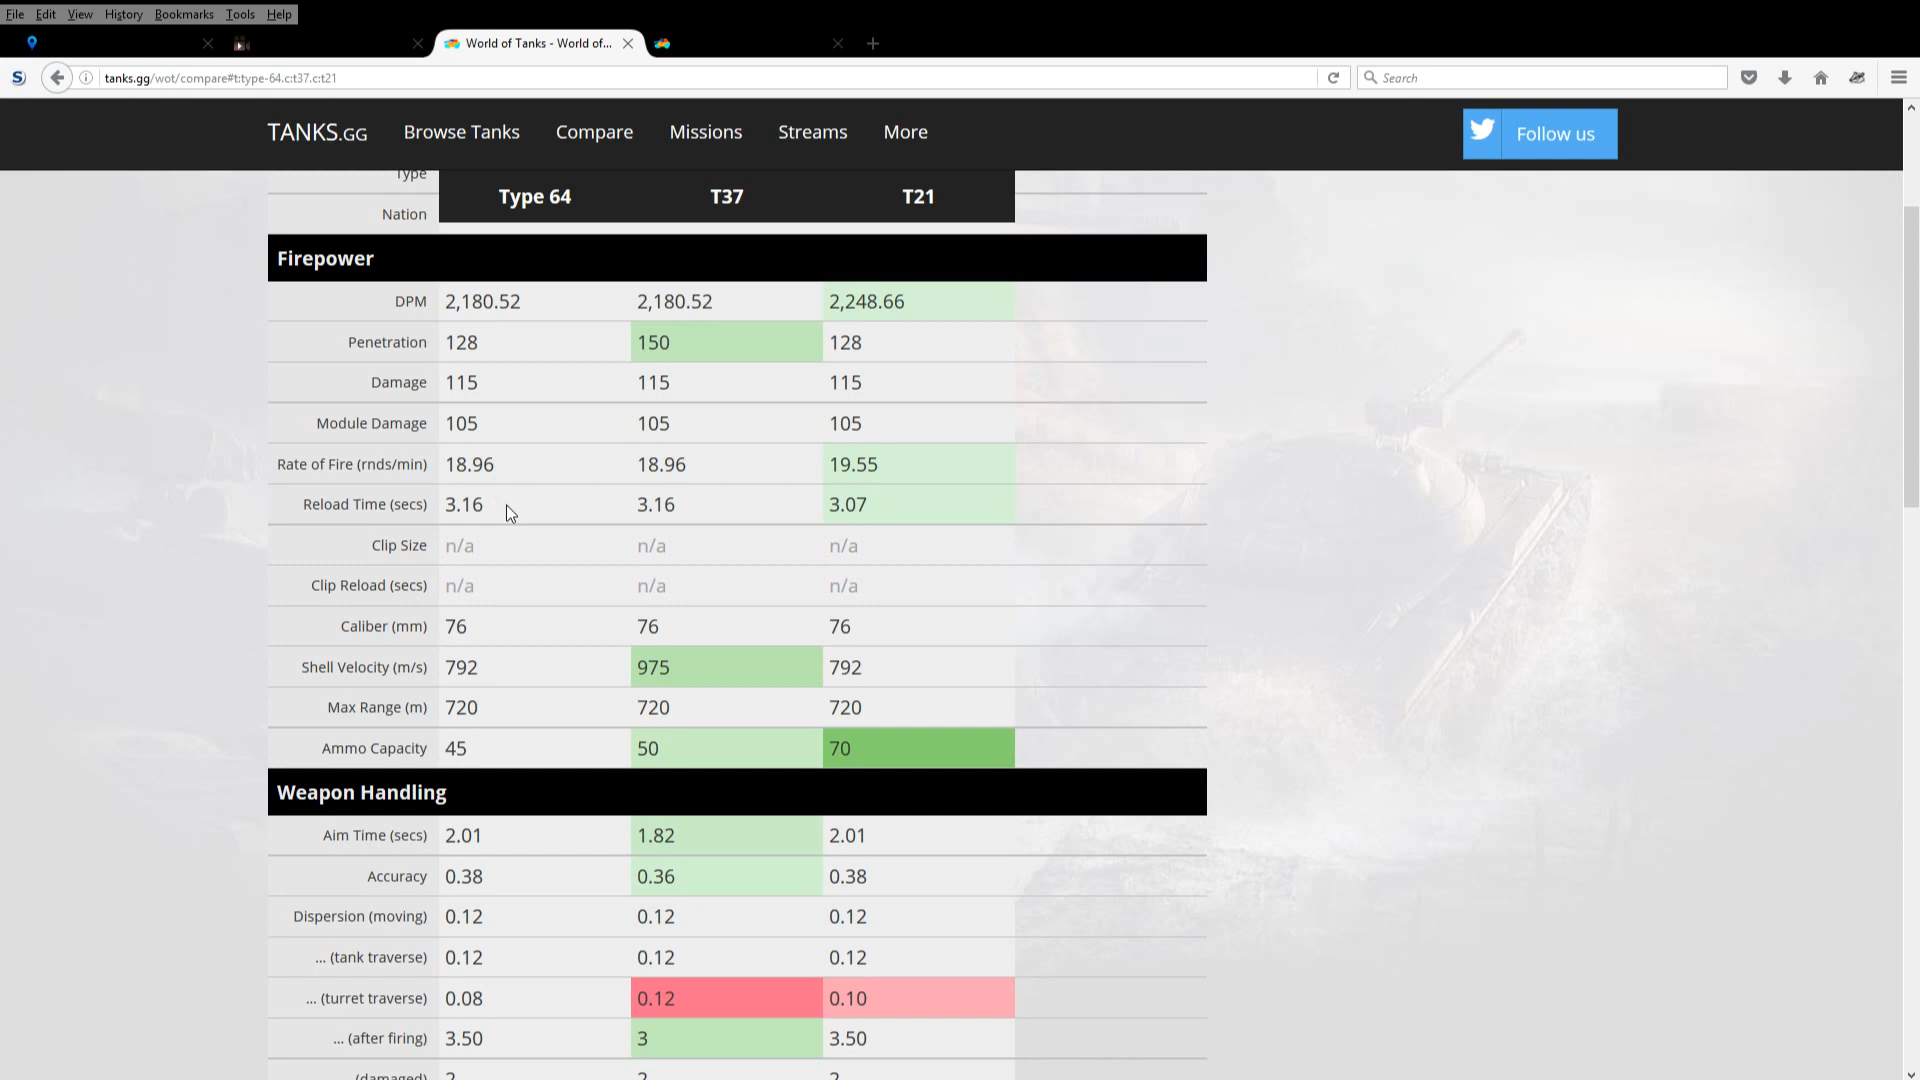 File Edit View History Bookmarks Tools Help
World of Tanks - World of...
tanks.gg/wot/compare#t:type-64.c:t37.c:t21
Search
TANKS.GG Browse Tanks Compare Missions Streams More Follow us
Type
Type 64 T37 T21
Nation
Firepower
DPM 2,180.52 2,180.52 2,248.66
Penetration 128 150 128
Damage 115 115 115
Module Damage 105 105 105
Rate of Fire (rnds/min) 18.96 18.96 19.55
Reload Time (secs) 3.16 3.16 3.07
Clip Size n/a n/a n/a
Clip Reload (secs) n/a n/a n/a
Caliber (mm) 76 76 76
Shell Velocity (m/s) 792 975 792
Max Range (m) 720 720 720
Ammo Capacity 45 50 70
Weapon Handling
Aim Time (secs) 2.01 1.82 2.01
Accuracy 0.38 0.36 0.38
Dispersion (moving) 0.12 0.12 0.12
... (tank traverse) 0.12 0.12 0.12
... (turret traverse) 0.08 0.12 0.10
... (after firing) 3.50 3 3.50
(damaged) 2 2 2